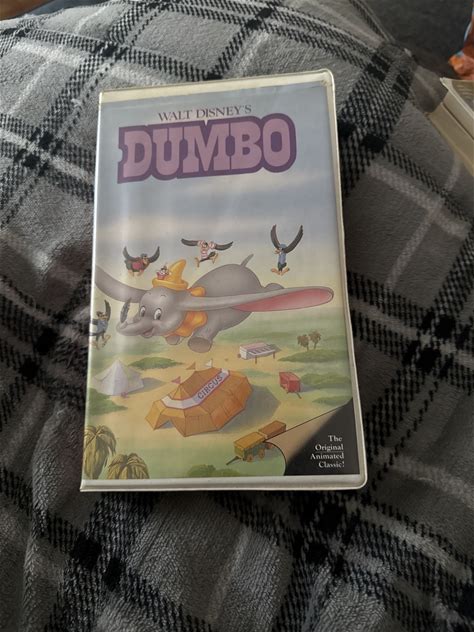 WALT DISNEY'S
DUMBO
CIRCUS
The
Original
Animated
Classic!